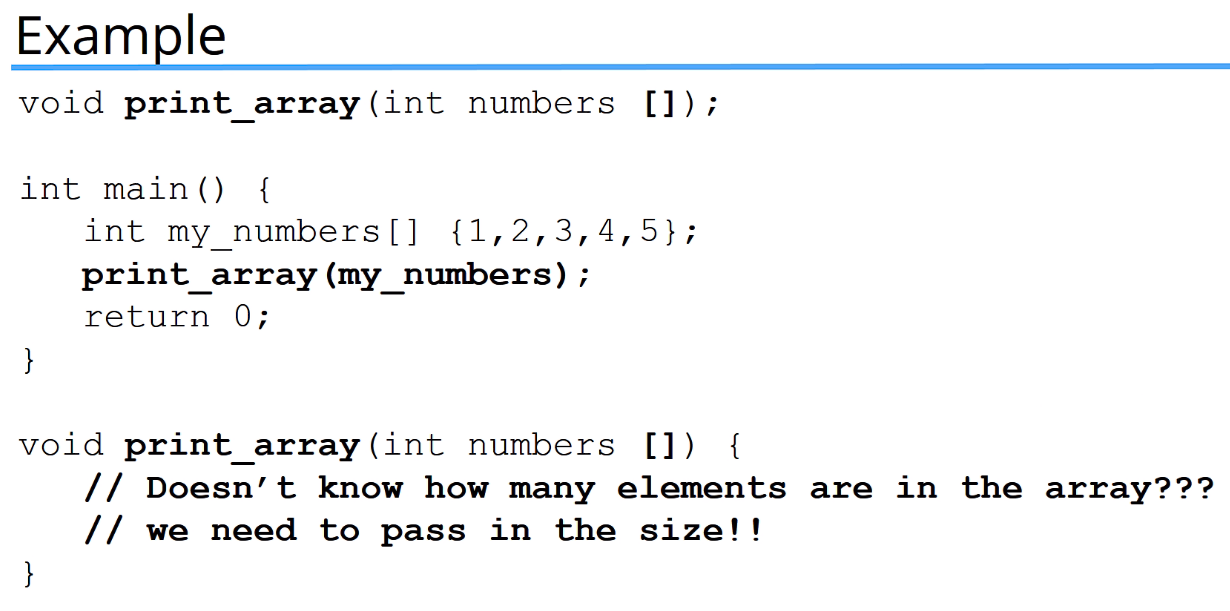 Example
void print_array(int numbers []);
int main() {
int my_numbers[] {1,2,3,4,5};
print_array(my_numbers);
return 0;
}
void print_array(int numbers []) {
// Doesn’t know how many elements are in the array???
// we need to pass in the size!!
}